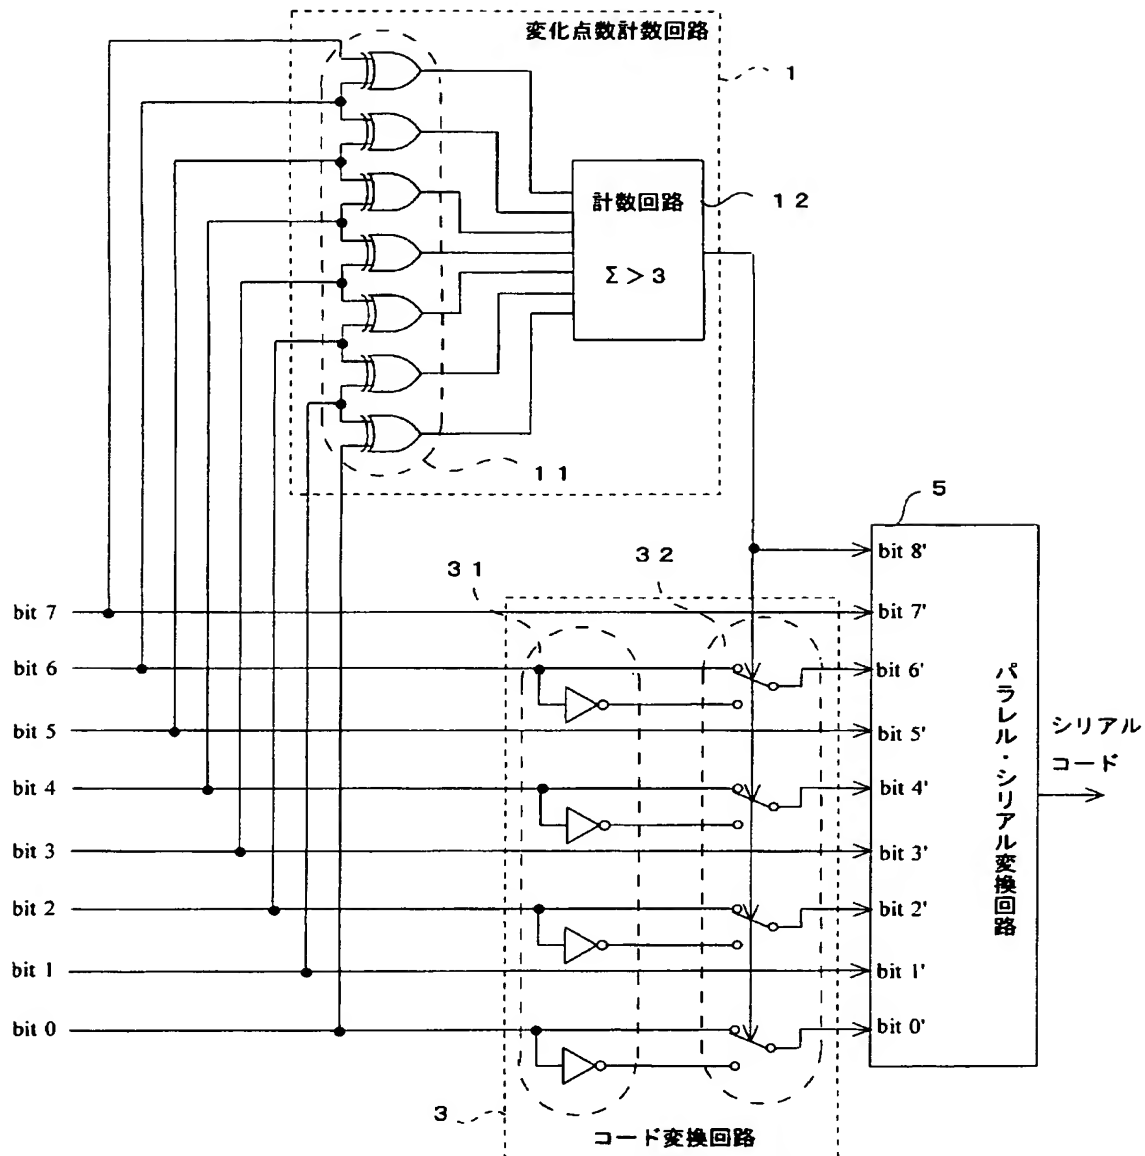 変化点数計数回路
1
計数回路
Σ > 3
12
11
5
32
31
bit 8'
bit 7
bit 7'
bit 6
bit 6'
bit 5
bit 5'
bit 4
bit 4'
bit 3
bit 3'
bit 2
bit 2'
bit 1
bit 1'
bit 0
bit 0'
パラレル・シリアル変換回路
シリアル
コード
3
コード変換回路